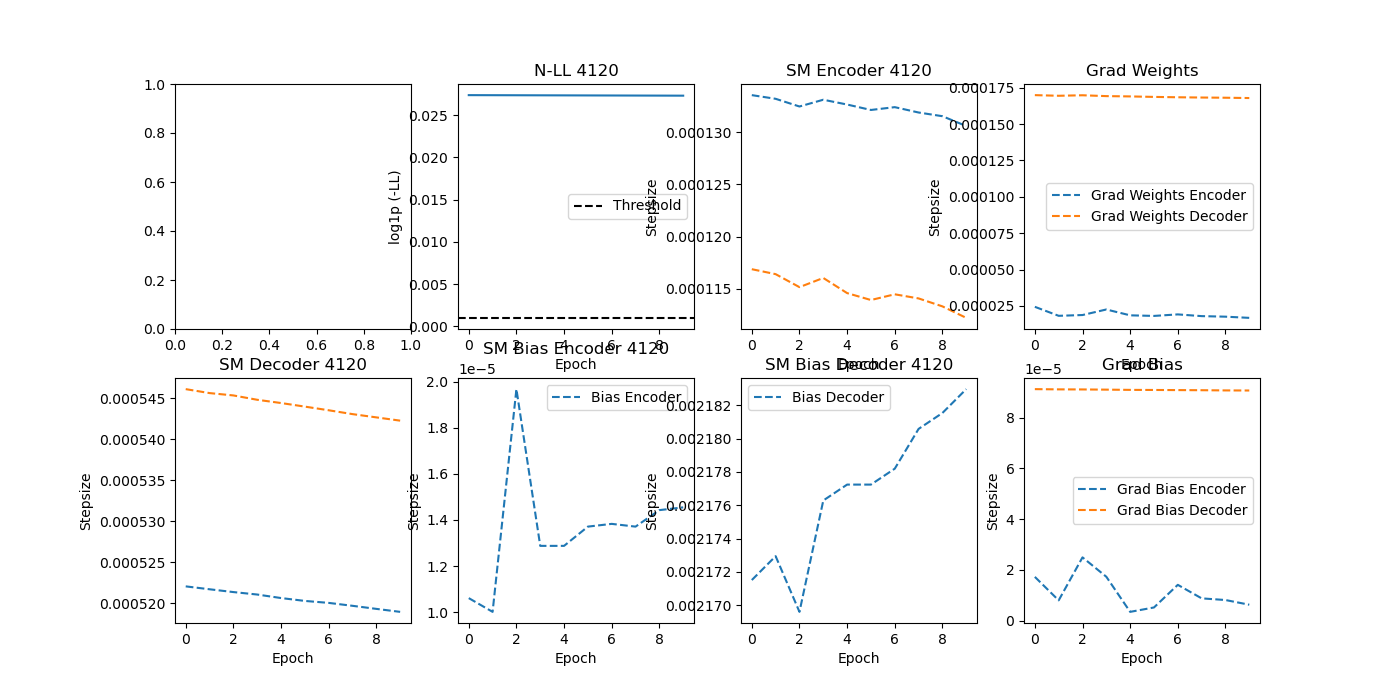 N-LL 4120
SM Encoder 4120
Grad Weights
1.0
0.8
0.6
0.4
0.2
0.0
0.0 0.2 0.4 0.6 0.8 1.0
log1p (-LL)
0.025
0.020
0.015
0.010
0.005
0.000
Threshold
0 2 4 6 8
Epoch
Stepsize
0.000130
0.000125
0.000120
0.000115
0 2 4 6 8
Epoch
Stepsize
0.000175
0.000150
0.000125
0.000100
0.000075
0.000050
0.000025
Grad Weights Encoder
Grad Weights Decoder
0 2 4 6 8
Epoch
SM Decoder 4120
Stepsize
0.000545
0.000540
0.000535
0.000530
0.000525
0.000520
0 2 4 6 8
Epoch
SM Bias Encoder 4120
1e−5
Stepsize
2.0
1.8
1.6
1.4
1.2
1.0
Bias Encoder
0 2 4 6 8
Epoch
SM Bias Decoder 4120
Stepsize
0.002182
0.002180
0.002178
0.002176
0.002174
0.002172
0.002170
Bias Decoder
0 2 4 6 8
Epoch
Grad Bias
1e−5
Stepsize
8
6
4
2
0
Grad Bias Encoder
Grad Bias Decoder
0 2 4 6 8
Epoch